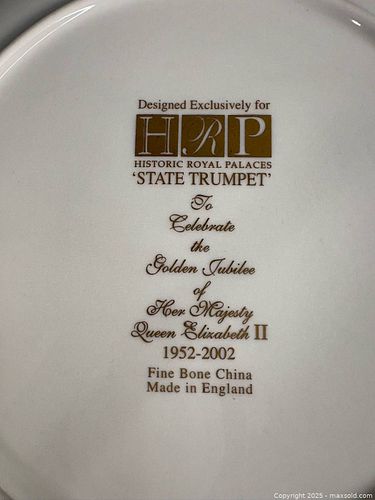 Designed Exclusively for
HRP
HISTORIC ROYAL PALACES
'STATE TRUMPET'
To
Celebrate
the
Golden Jubilee
of
Her Majesty
Queen Elizabeth II
1952-2002
Fine Bone China
Made in England
Copyright 2025 - maxsold.com